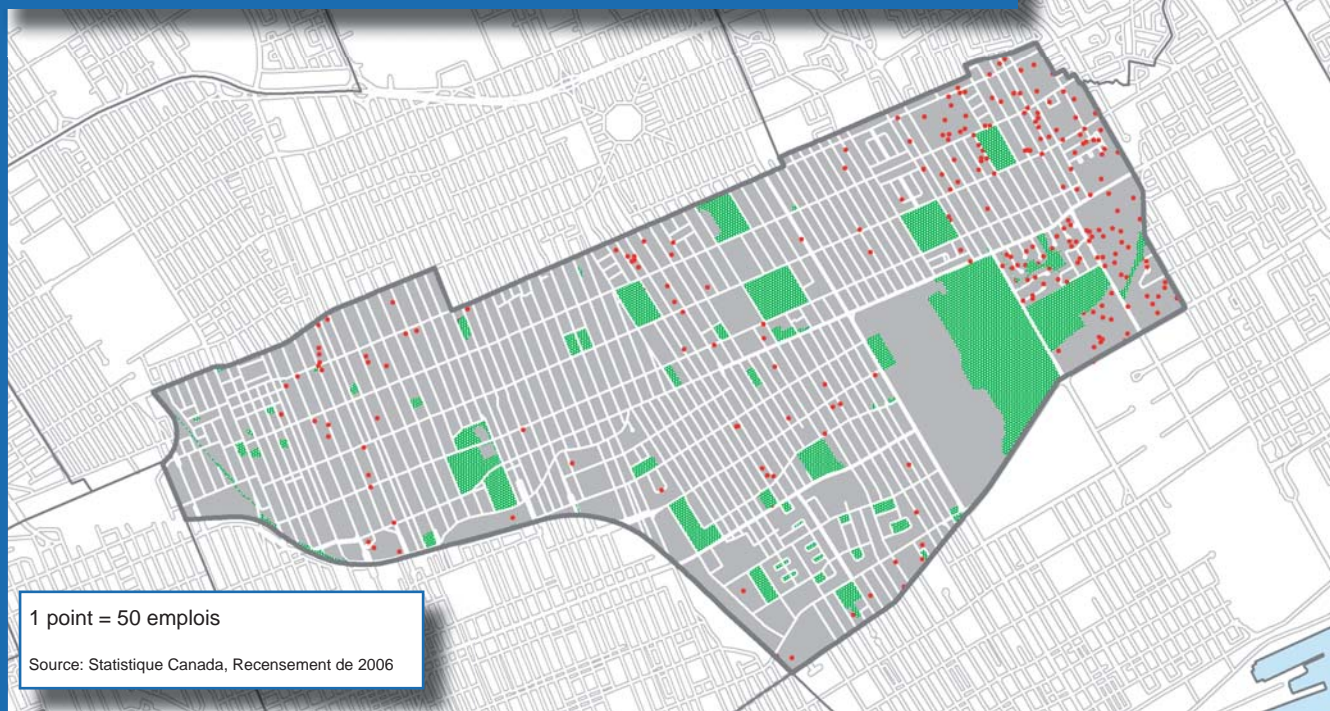 1 point = 50 emplois
Source: Statistique Canada, Recensement de 2006